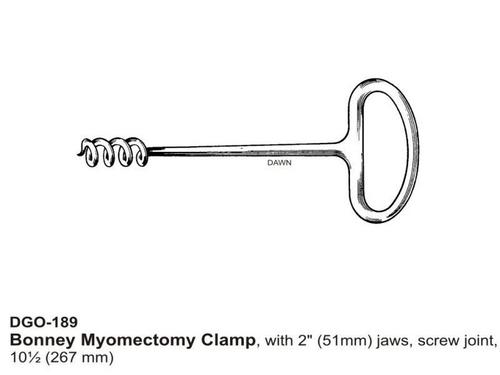 DAWN
DGO-189
Bonney Myomectomy Clamp, with 2" (51mm) jaws, screw joint,
10½ (267 mm)